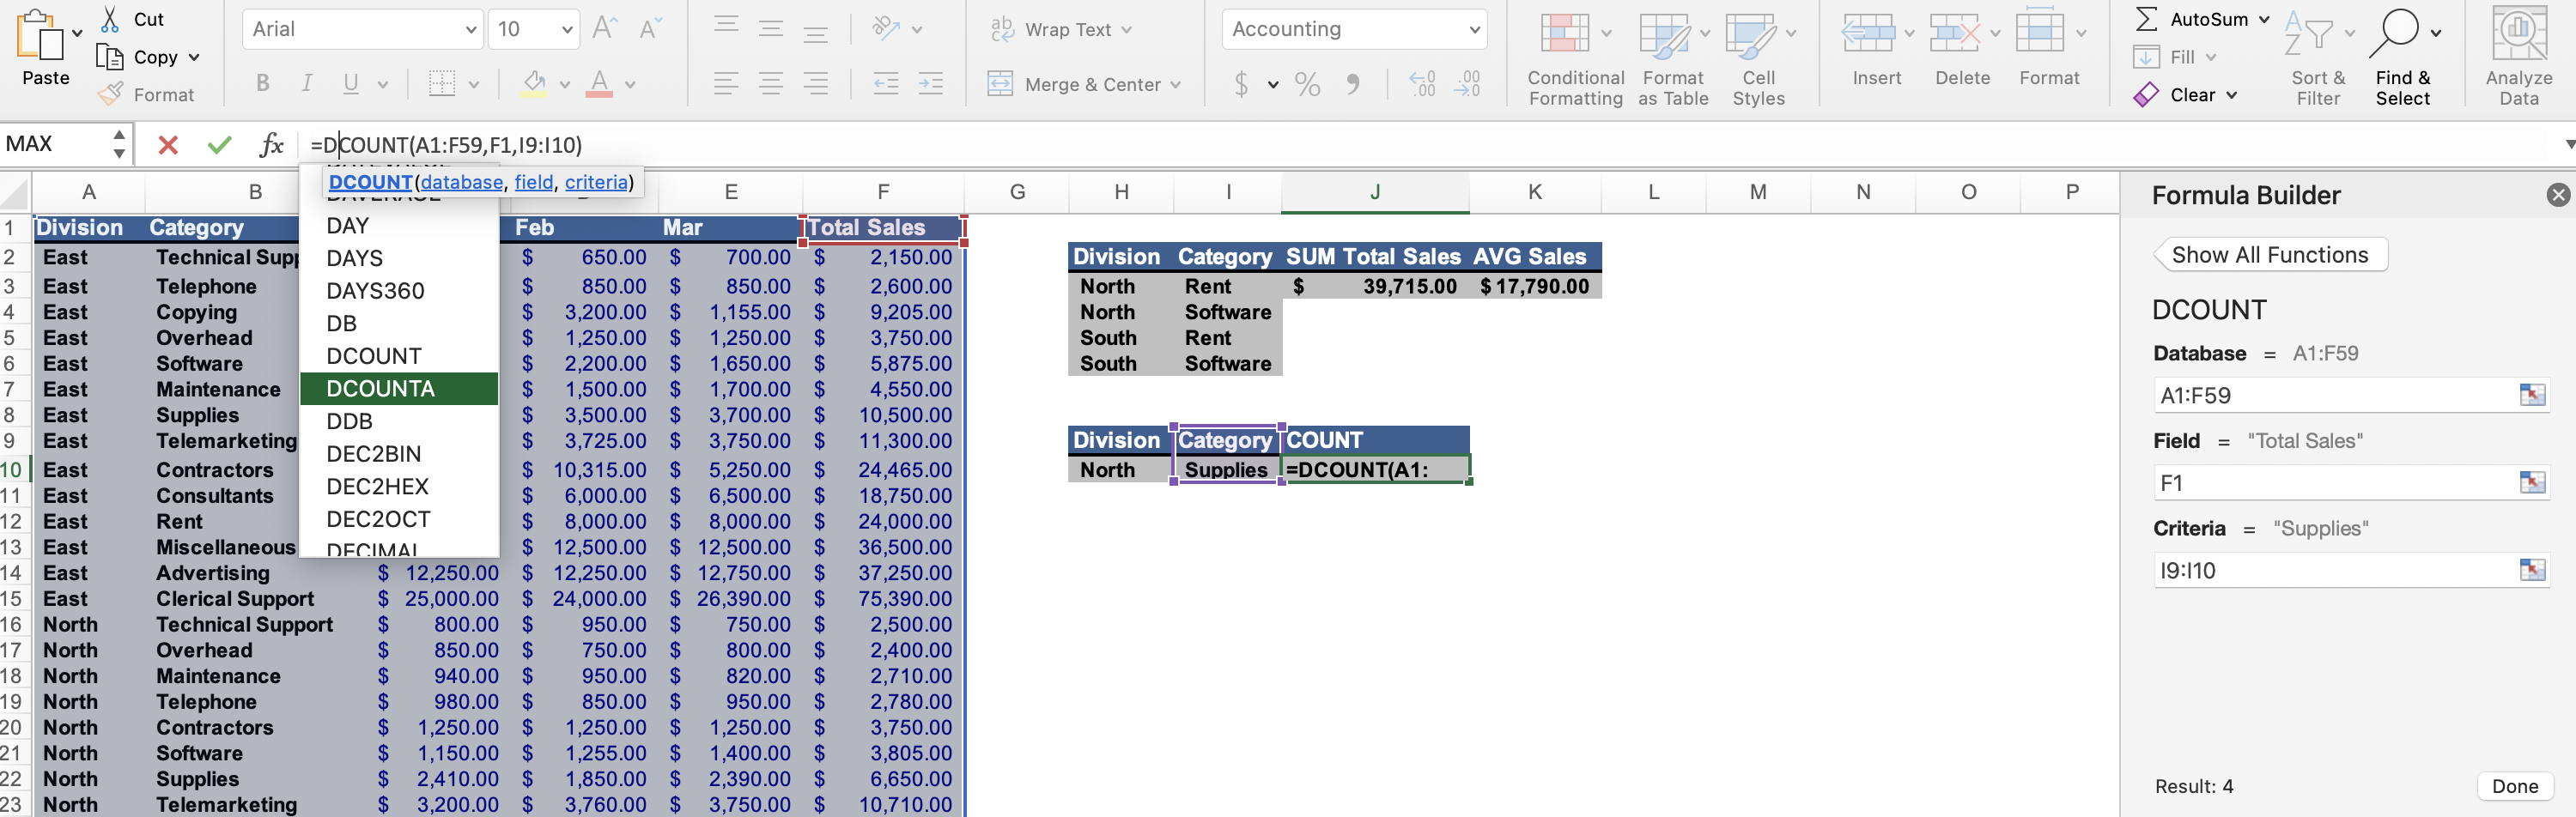 Cut
Copy
Paste
Format
Arial
10
B I U
Wrap Text
Merge & Center
Accounting
$ % 
Conditional Formatting
Format as Table
Cell Styles
Insert
Delete
Format
AutoSum
Fill
Clear
Sort & Filter
Find & Select
Analyze Data
MAX
fx
=DCOUNT(A1:F59,F1,I9:I10)
DCOUNT(database, field, criteria)
DAY
DAYS
DAYS360
DB
DCOUNT
DCOUNTA
DDB
DEC2BIN
DEC2HEX
DEC2OCT
DECIMAL
A B E F G H I J K L M N O P
1 Division Category Feb Mar Total Sales
2 East Technical Supp $ 650.00 $ 700.00 $ 2,150.00
3 East Telephone $ 850.00 $ 850.00 $ 2,600.00
4 East Copying $ 3,200.00 $ 1,155.00 $ 9,205.00
5 East Overhead $ 1,250.00 $ 1,250.00 $ 3,750.00
6 East Software $ 2,200.00 $ 1,650.00 $ 5,875.00
7 East Maintenance $ 1,500.00 $ 1,700.00 $ 4,550.00
8 East Supplies $ 3,500.00 $ 3,700.00 $ 10,500.00
9 East Telemarketing $ 3,725.00 $ 3,750.00 $ 11,300.00
10 East Contractors $ 10,315.00 $ 5,250.00 $ 24,465.00
11 East Consultants $ 6,000.00 $ 6,500.00 $ 18,750.00
12 East Rent $ 8,000.00 $ 8,000.00 $ 24,000.00
13 East Miscellaneous $ 12,500.00 $ 12,500.00 $ 36,500.00
14 East Advertising $ 12,250.00 $ 12,250.00 $ 12,750.00 $ 37,250.00
15 East Clerical Support $ 25,000.00 $ 24,000.00 $ 26,390.00 $ 75,390.00
16 North Technical Support $ 800.00 $ 950.00 $ 750.00 $ 2,500.00
17 North Overhead $ 850.00 $ 750.00 $ 800.00 $ 2,400.00
18 North Maintenance $ 940.00 $ 950.00 $ 820.00 $ 2,710.00
19 North Telephone $ 980.00 $ 850.00 $ 950.00 $ 2,780.00
20 North Contractors $ 1,250.00 $ 1,250.00 $ 1,250.00 $ 3,750.00
21 North Software $ 1,150.00 $ 1,255.00 $ 1,400.00 $ 3,805.00
22 North Supplies $ 2,410.00 $ 1,850.00 $ 2,390.00 $ 6,650.00
23 North Telemarketing $ 3,200.00 $ 3,760.00 $ 3,750.00 $ 10,710.00
Division Category SUM Total Sales AVG Sales
North Rent $ 39,715.00 $ 17,790.00
North Software
South Rent
South Software
Division Category COUNT
North Supplies =DCOUNT(A1:
Formula Builder
Show All Functions
DCOUNT
Database = A1:F59
A1:F59
Field = "Total Sales"
F1
Criteria = "Supplies"
I9:I10
Result: 4
Done